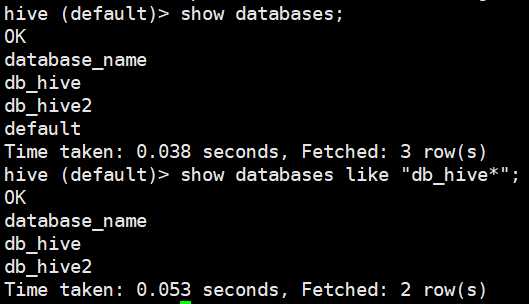 hive (default)> show databases;
OK
database_name
db_hive
db_hive2
default
Time taken: 0.038 seconds, Fetched: 3 row(s)
hive (default)> show databases like "db_hive*";
OK
database_name
db_hive
db_hive2
Time taken: 0.053 seconds, Fetched: 2 row(s)